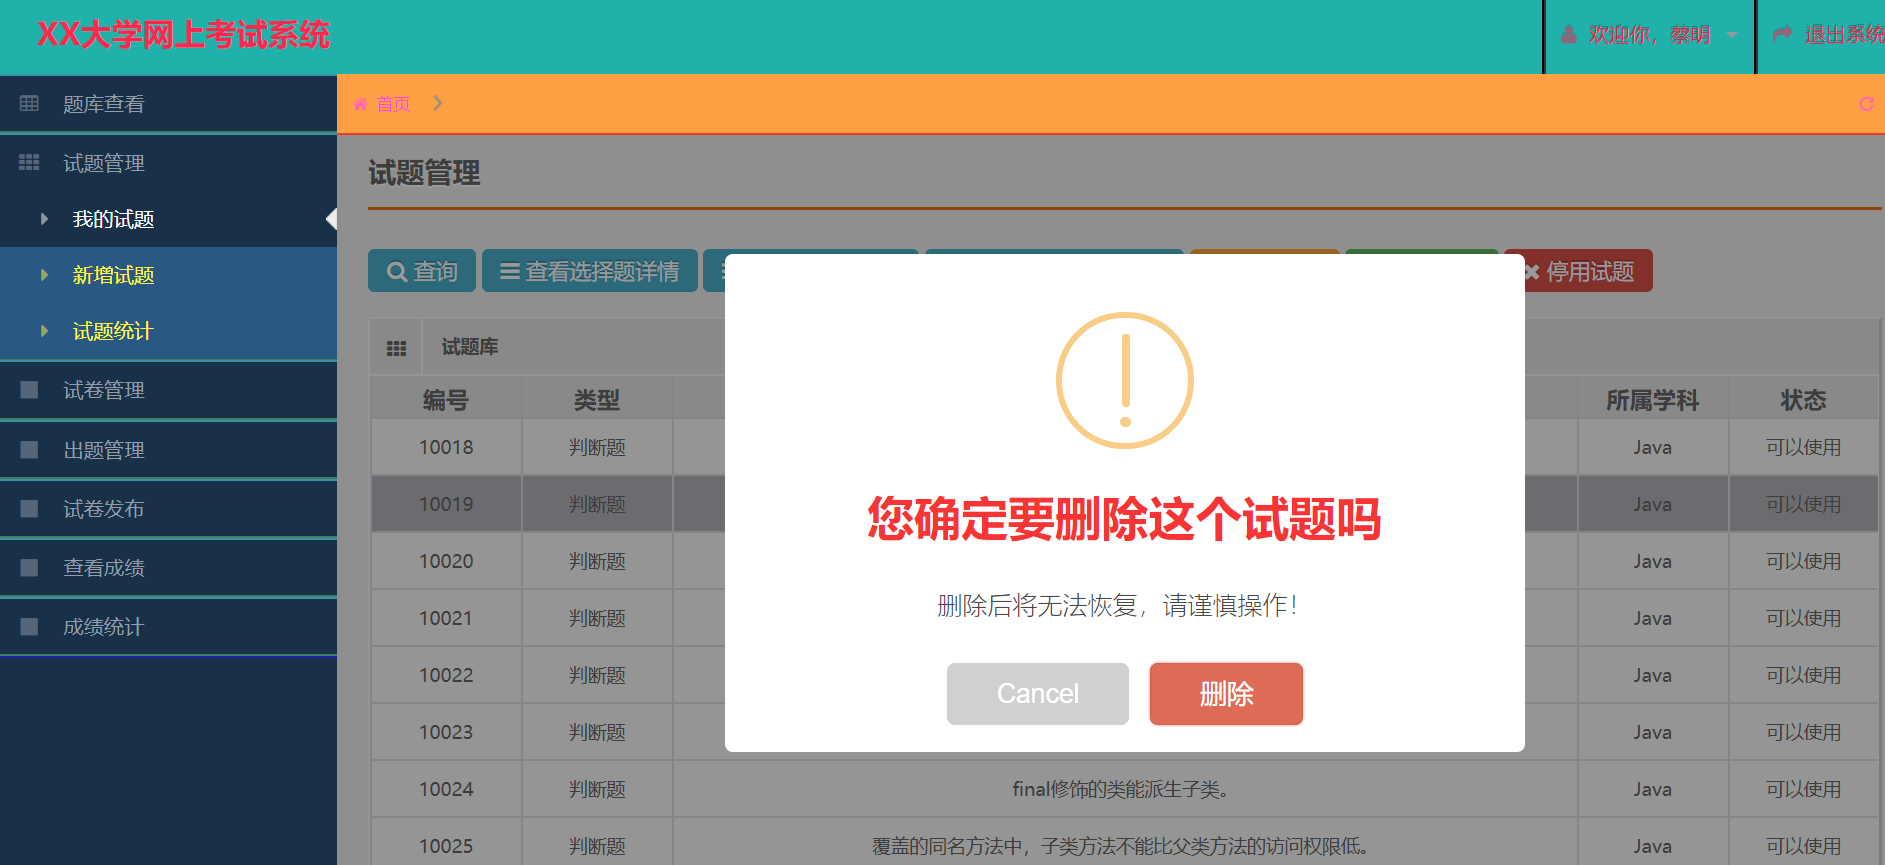 XX大学网上考试系统
欢迎你，蔡明
退出系统
题库查看
试题管理
我的试题
新增试题
试题统计
试卷管理
出题管理
试卷发布
查看成绩
成绩统计
首页
试题管理
查询
查看选择题详情
停用试题
试题库
编号 类型 所属学科 状态
10018 判断题 Java 可以使用
10019 判断题 Java 可以使用
10020 判断题 Java 可以使用
10021 判断题 Java 可以使用
10022 判断题 Java 可以使用
10023 判断题 Java 可以使用
10024 判断题 final修饰的类能派生子类。 Java 可以使用
10025 判断题 覆盖的同名方法中，子类方法不能比父类方法的访问权限低。 Java 可以使用
您确定要删除这个试题吗
删除后将无法恢复，请谨慎操作！
Cancel
删除